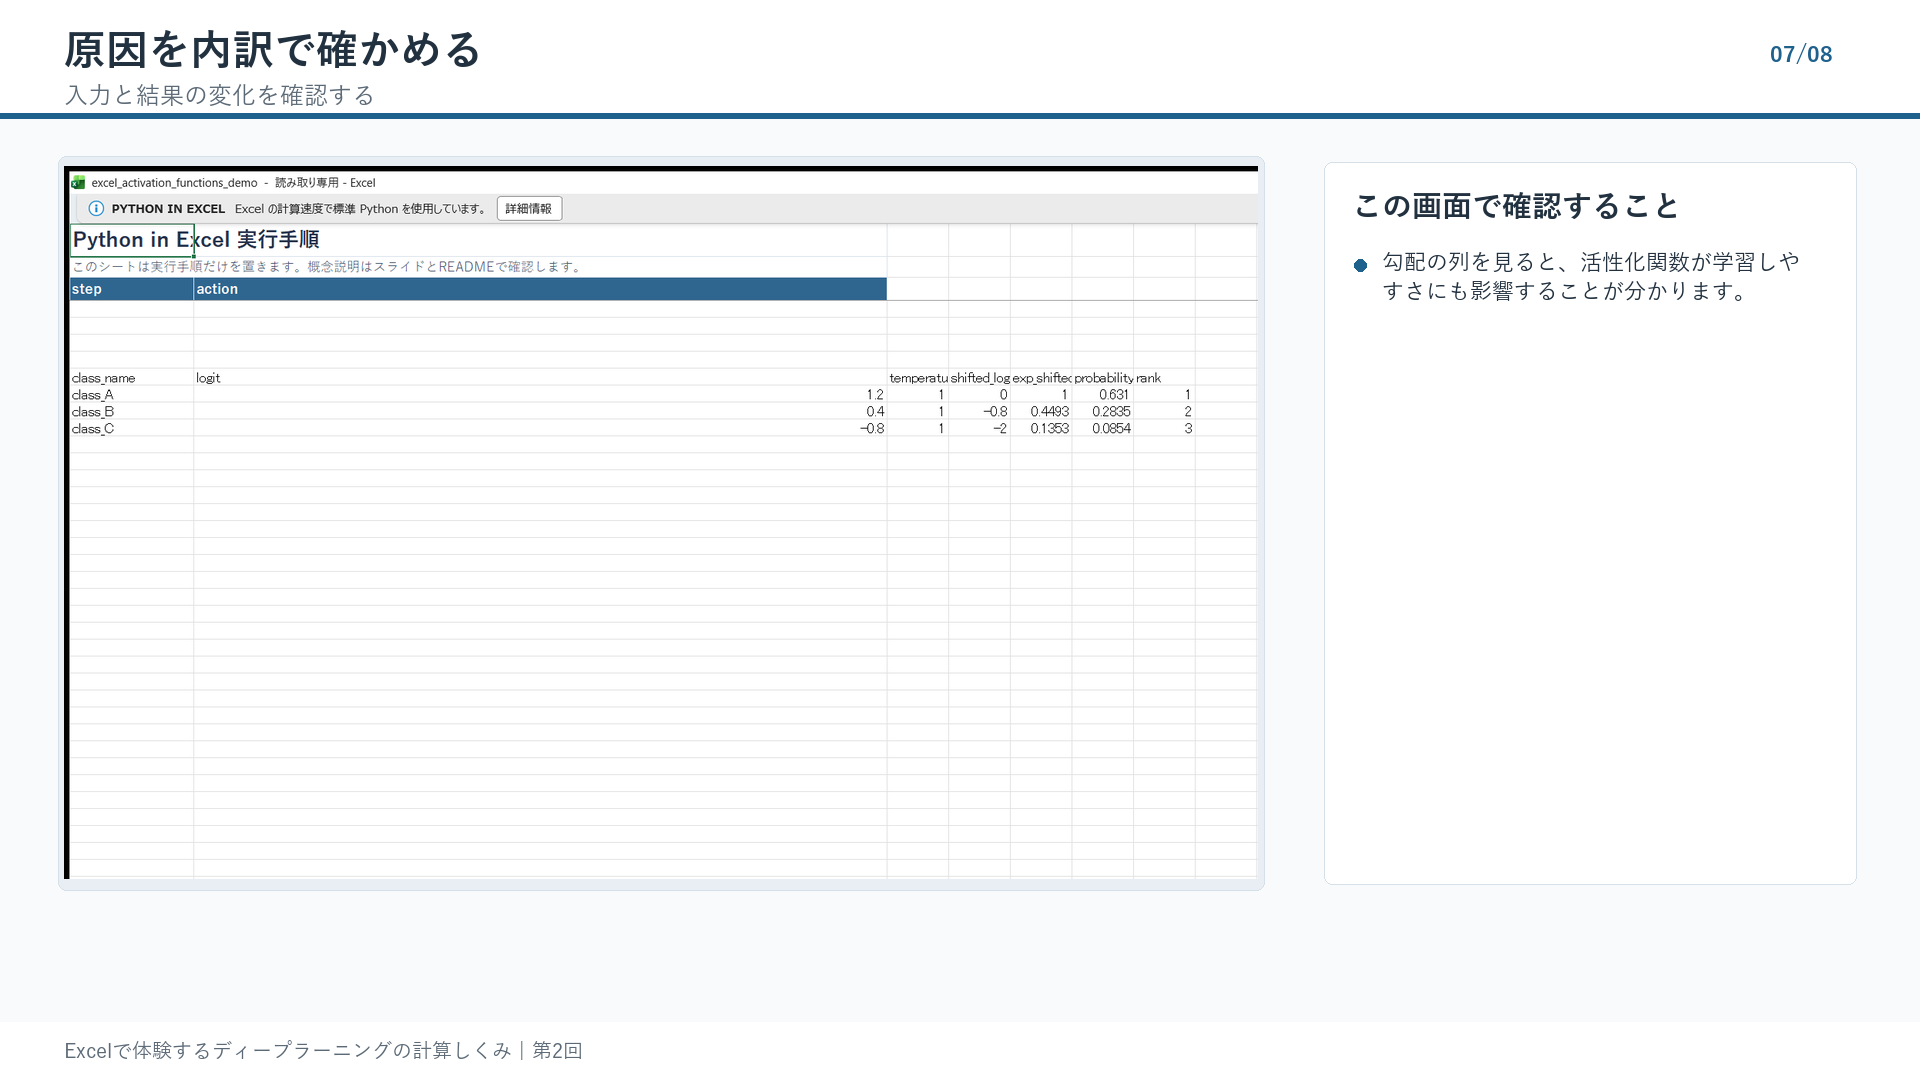 原因を内訳で確かめる
07/08
入力と結果の変化を確認する
excel_activation_functions_demo - 読み取り専用 - Excel
PYTHON IN EXCEL Excel の計算速度で標準 Python を使用しています。 詳細情報
Python in Excel 実行手順
このシートは実行手順だけを置きます。概念説明はスライドとREADMEで確認します。
step action
class_name logit temperatu shifted_log exp_shifted probability rank
class_A 1.2 1 0 1 0.631 1
class_B 0.4 1 −0.8 0.4493 0.2835 2
class_C −0.8 1 −2 0.1353 0.0854 3
この画面で確認すること
勾配の列を見ると、活性化関数が学習しや
すさにも影響することが分かります。
Excelで体験するディープラーニングの計算しくみ｜第2回